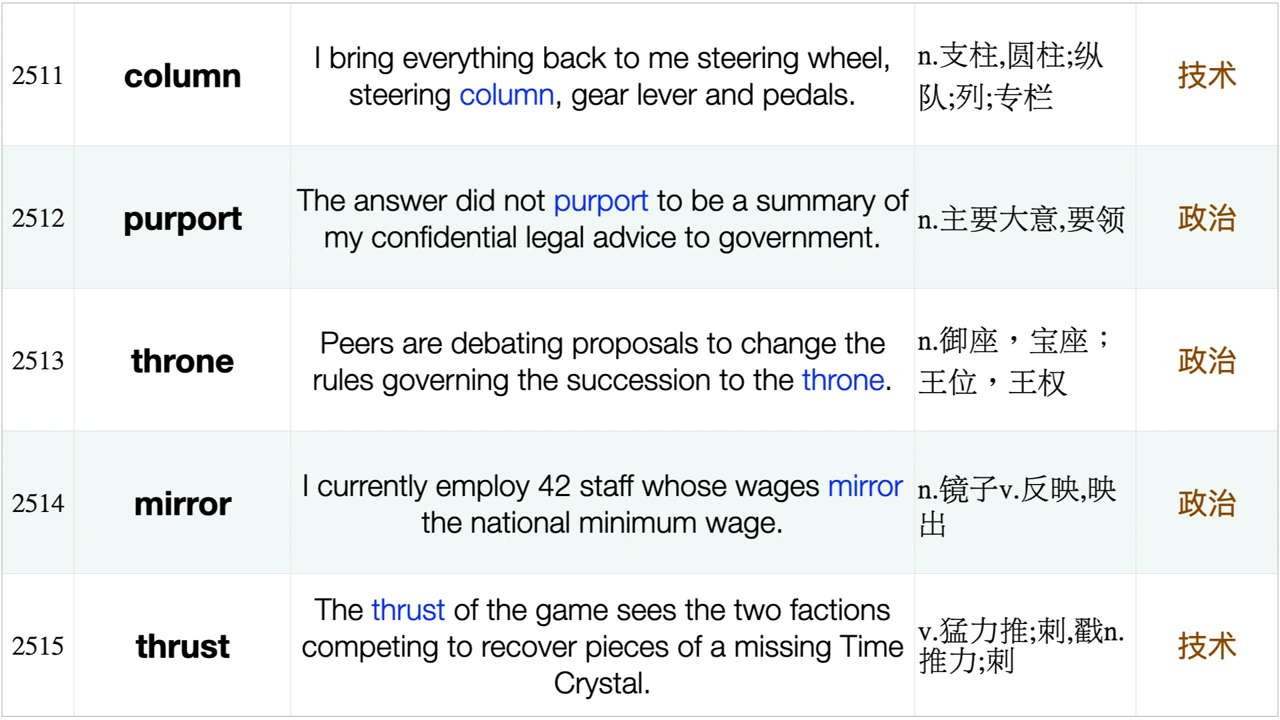 2511
column
I bring everything back to me steering wheel,
steering column, gear lever and pedals.
n.支柱,圆柱;纵
队;列;专栏
技术
2512
purport
The answer did not purport to be a summary of
my confidential legal advice to government.
n.主要大意,要领
政治
2513
throne
Peers are debating proposals to change the
rules governing the succession to the throne.
n.御座，宝座；
王位，王权
政治
2514
mirror
I currently employ 42 staff whose wages mirror
the national minimum wage.
n.镜子v.反映,映
出
政治
2515
thrust
The thrust of the game sees the two factions
competing to recover pieces of a missing Time
Crystal.
v.猛力推;刺,戳n.
推力;刺
技术